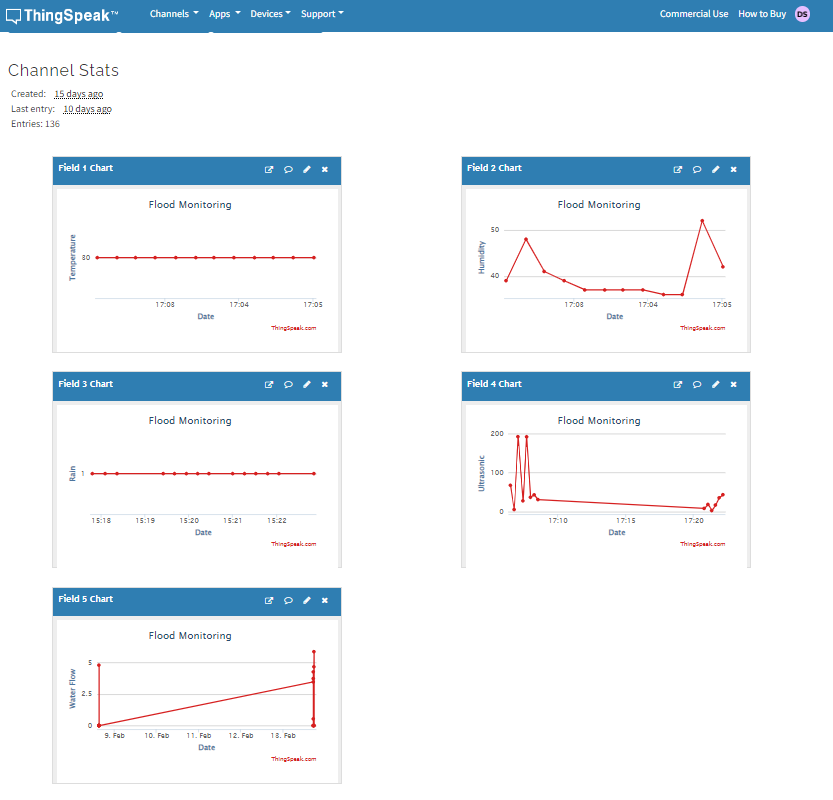 ThingSpeak™ Channels Apps Devices Support Commercial Use How to Buy DS
Channel Stats
Created: 15 days ago
Last entry: 10 days ago
Entries: 136
Field 1 Chart
Flood Monitoring
Temperature
80
17:03 17:04 17:05
Date
ThingSpeak.com
Field 2 Chart
Flood Monitoring
Humidity
50
40
17:03 17:04 17:05
Date
ThingSpeak.com
Field 3 Chart
Flood Monitoring
Rain
1
15:18 15:19 15:20 15:21 15:22
Date
ThingSpeak.com
Field 4 Chart
Flood Monitoring
Ultrasonic
200
100
0
17:10 17:15 17:20
Date
ThingSpeak.com
Field 5 Chart
Flood Monitoring
Water Flow
5
2.5
0
9. Feb 10. Feb 11. Feb 12. Feb 13. Feb
Date
ThingSpeak.com